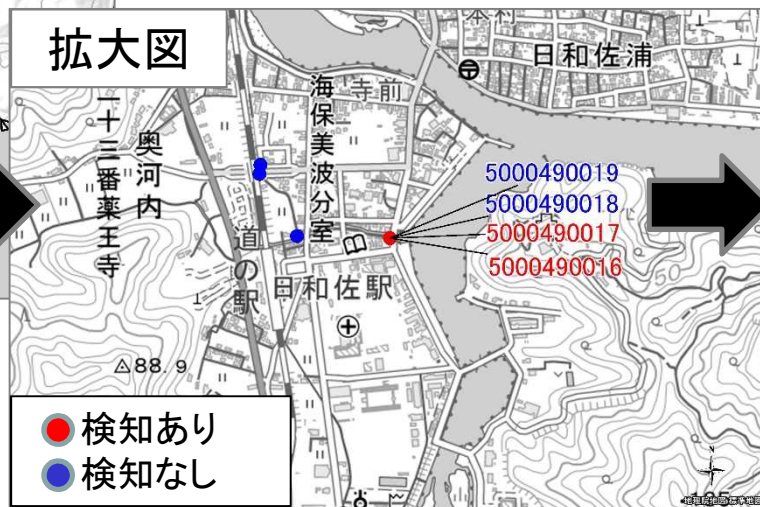 拡大図
本村
日和佐浦
寺前
海保美波分室
二十三番薬王寺
奥河内
道の駅
日和佐駅
5000490019
5000490018
5000490017
5000490016
88.9
検知あり
検知なし
N